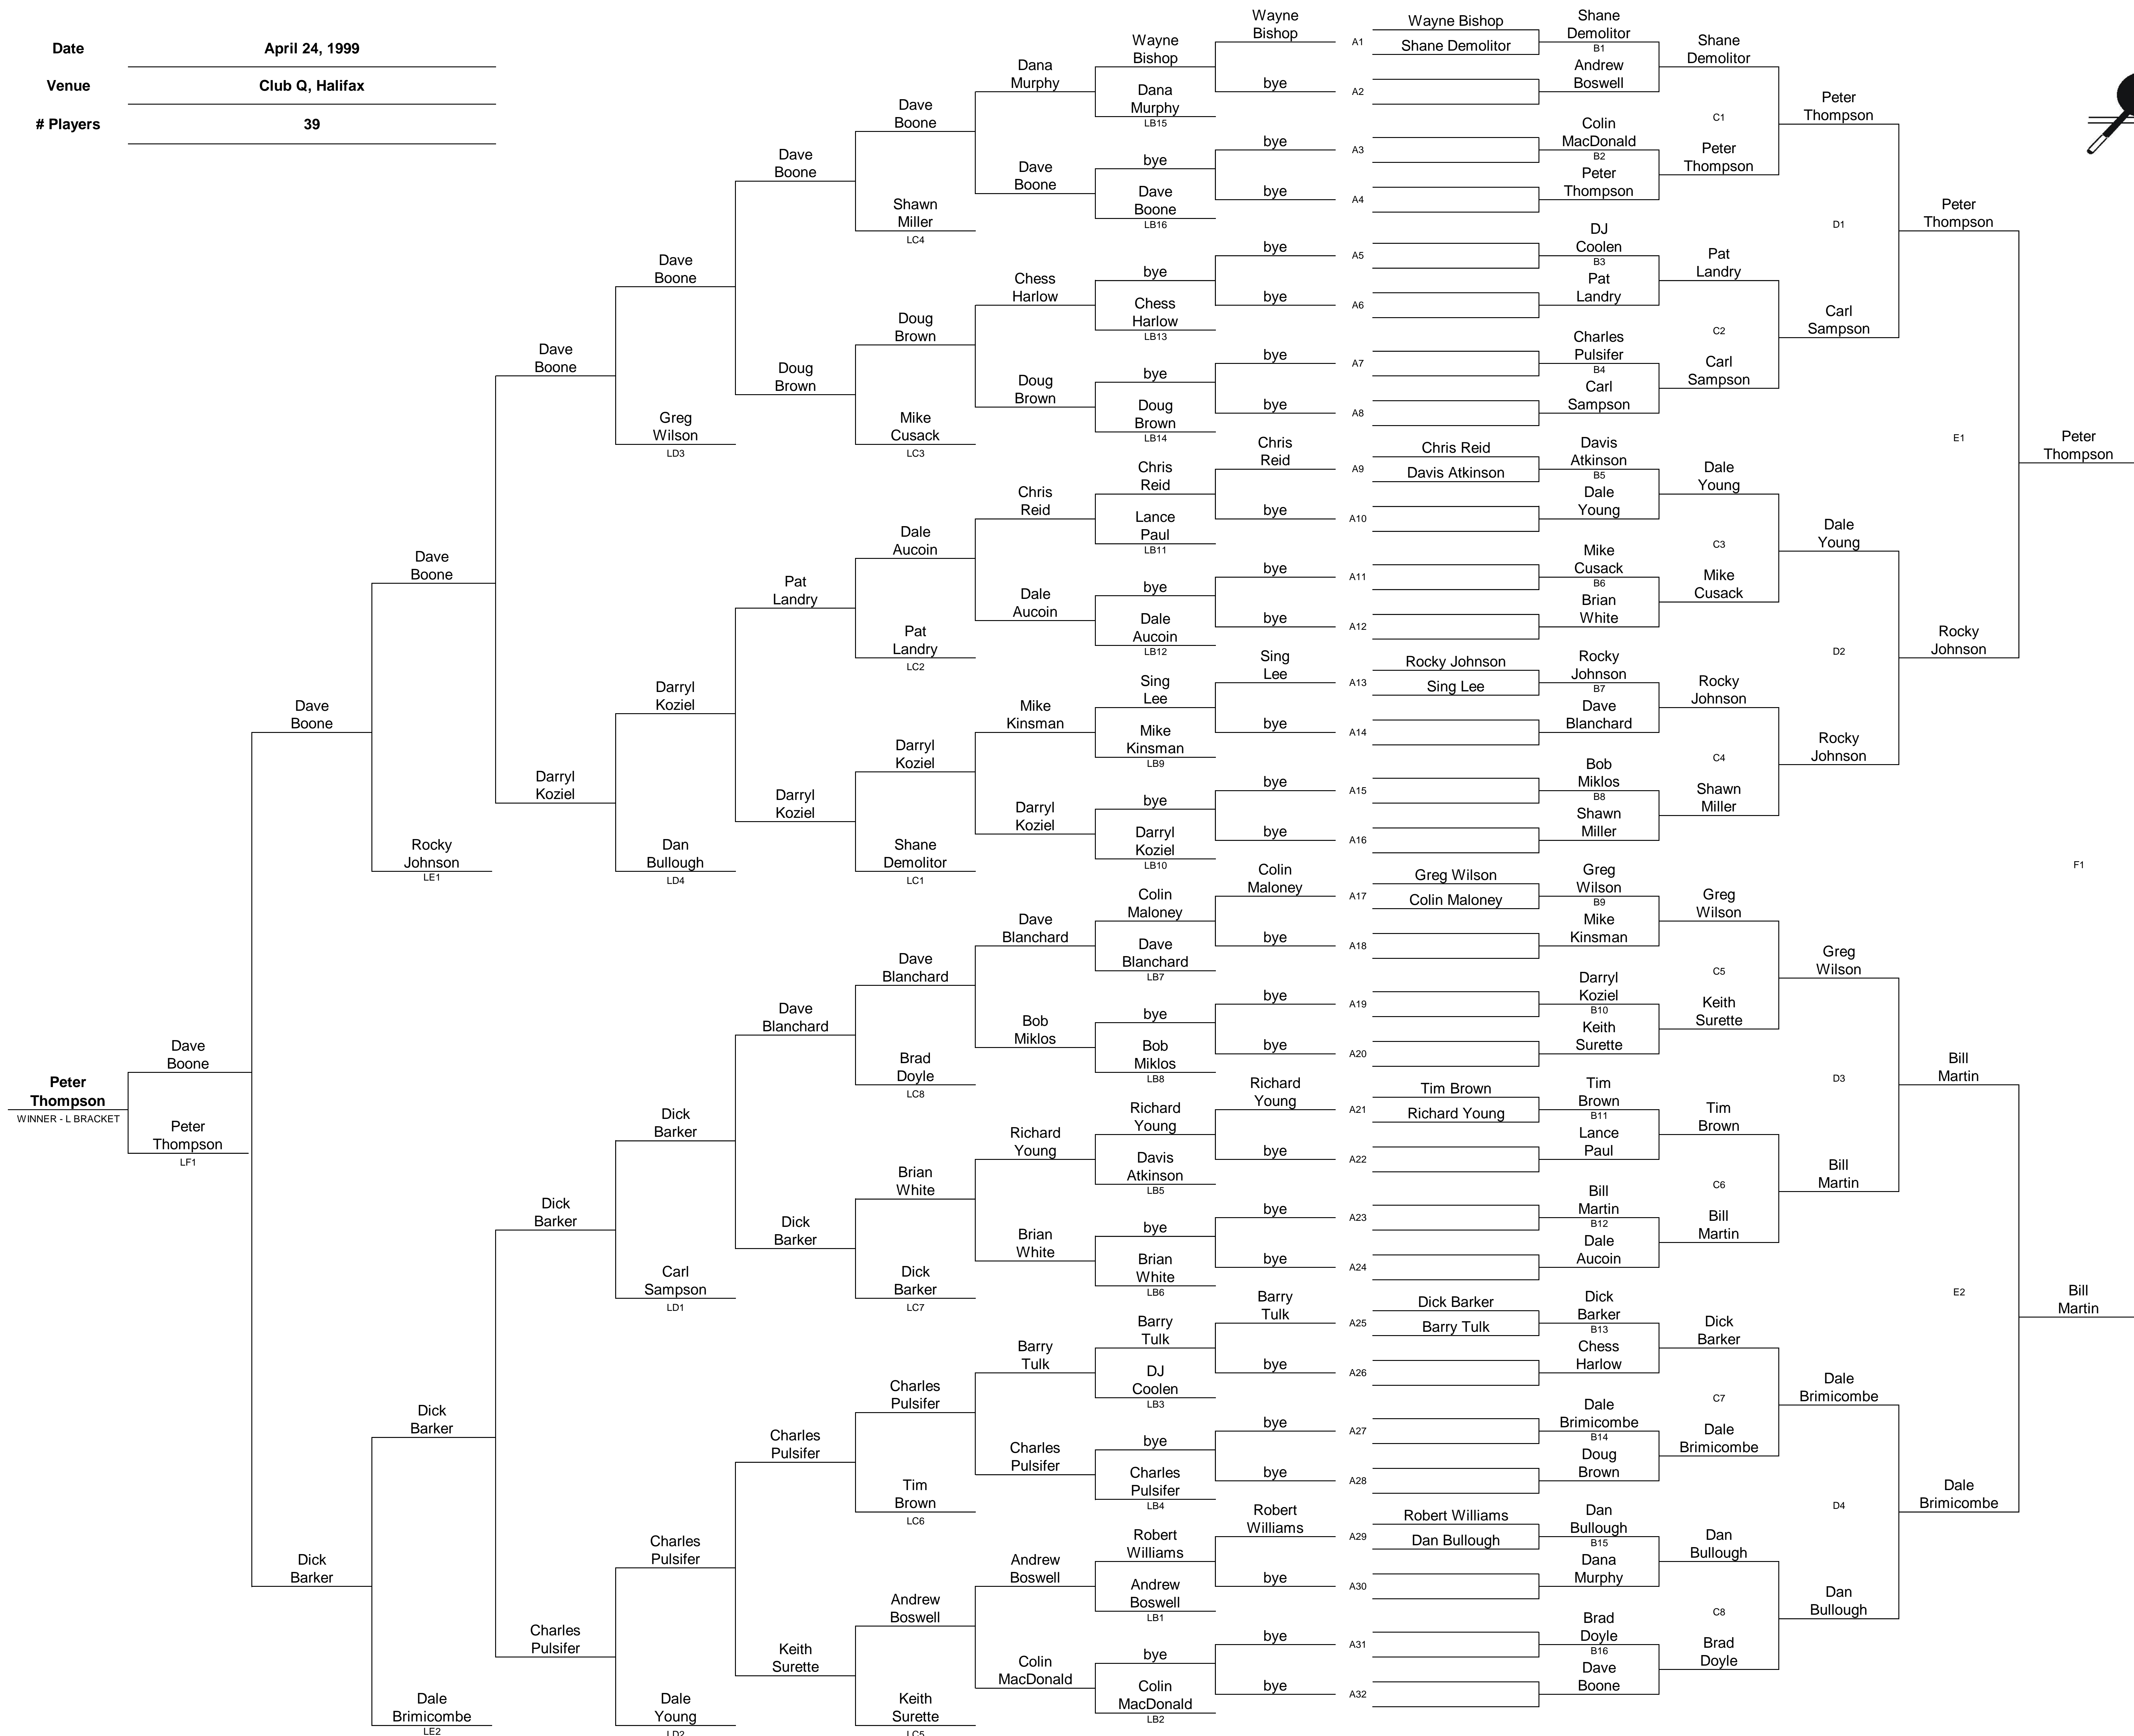 Date
April 24, 1999
Venue
Club Q, Halifax
# Players
39
Peter
Thompson
WINNER - L BRACKET
Dave
Boone
Peter
Thompson
LF1
Dave
Boone
Dick
Barker
Dave
Boone
Rocky
Johnson
LE1
Dick
Barker
Dale
Brimicombe
LE2
Dave
Boone
Darryl
Koziel
Dick
Barker
Charles
Pulsifer
Dave
Boone
Greg
Wilson
LD3
Darryl
Koziel
Dan
Bullough
LD4
Dick
Barker
Carl
Sampson
LD1
Charles
Pulsifer
Dale
Young
LD2
Dave
Boone
Doug
Brown
Pat
Landry
Darryl
Koziel
Dave
Blanchard
Dick
Barker
Charles
Pulsifer
Keith
Surette
Dave
Boone
Shawn
Miller
LC4
Doug
Brown
Mike
Cusack
LC3
Dale
Aucoin
Pat
Landry
LC2
Darryl
Koziel
Shane
Demolitor
LC1
Dave
Blanchard
Brad
Doyle
LC8
Brian
White
Dick
Barker
LC7
Charles
Pulsifer
Tim
Brown
LC6
Andrew
Boswell
Keith
Surette
LC5
Dana
Murphy
Dave
Boone
Chess
Harlow
Doug
Brown
Chris
Reid
Dale
Aucoin
Mike
Kinsman
Darryl
Koziel
Dave
Blanchard
Bob
Miklos
Richard
Young
Brian
White
Barry
Tulk
Charles
Pulsifer
Andrew
Boswell
Colin
MacDonald
Wayne
Bishop
Dana
Murphy
LB15
bye
Dave
Boone
LB16
bye
Chess
Harlow
LB13
bye
Doug
Brown
LB14
Chris
Reid
Lance
Paul
LB11
bye
Dale
Aucoin
LB12
Sing
Lee
Mike
Kinsman
LB9
bye
Darryl
Koziel
LB10
Colin
Maloney
Dave
Blanchard
LB7
bye
Bob
Miklos
LB8
Richard
Young
Davis
Atkinson
LB5
bye
Brian
White
LB6
Barry
Tulk
DJ
Coolen
LB3
bye
Charles
Pulsifer
LB4
Robert
Williams
Andrew
Boswell
LB1
bye
Colin
MacDonald
LB2
Wayne
Bishop
bye
bye
bye
bye
bye
bye
bye
Chris
Reid
bye
bye
bye
Sing
Lee
bye
bye
bye
Colin
Maloney
bye
bye
bye
Richard
Young
bye
bye
bye
Barry
Tulk
bye
bye
bye
Robert
Williams
bye
bye
bye
A1
A2
A3
A4
A5
A6
A7
A8
A9
A10
A11
A12
A13
A14
A15
A16
A17
A18
A19
A20
A21
A22
A23
A24
A25
A26
A27
A28
A29
A30
A31
A32
Wayne Bishop
Shane Demolitor
Chris Reid
Davis Atkinson
Rocky Johnson
Sing Lee
Greg Wilson
Colin Maloney
Tim Brown
Richard Young
Dick Barker
Barry Tulk
Robert Williams
Dan Bullough
Shane
Demolitor
B1
Andrew
Boswell
Colin
MacDonald
B2
Peter
Thompson
DJ
Coolen
B3
Pat
Landry
Charles
Pulsifer
B4
Carl
Sampson
Davis
Atkinson
B5
Dale
Young
Mike
Cusack
B6
Brian
White
Rocky
Johnson
B7
Dave
Blanchard
Bob
Miklos
B8
Shawn
Miller
Greg
Wilson
B9
Mike
Kinsman
Darryl
Koziel
B10
Keith
Surette
Tim
Brown
B11
Lance
Paul
Bill
Martin
B12
Dale
Aucoin
Dick
Barker
B13
Chess
Harlow
Dale
Brimicombe
B14
Doug
Brown
Dan
Bullough
B15
Dana
Murphy
Brad
Doyle
B16
Dave
Boone
Shane
Demolitor
C1
Peter
Thompson
Pat
Landry
C2
Carl
Sampson
Dale
Young
C3
Mike
Cusack
Rocky
Johnson
C4
Shawn
Miller
Greg
Wilson
C5
Keith
Surette
Tim
Brown
C6
Bill
Martin
Dick
Barker
C7
Dale
Brimicombe
Dan
Bullough
C8
Brad
Doyle
Peter
Thompson
D1
Carl
Sampson
Dale
Young
D2
Rocky
Johnson
Greg
Wilson
D3
Bill
Martin
Dale
Brimicombe
D4
Dan
Bullough
Peter
Thompson
E1
Rocky
Johnson
Bill
Martin
E2
Dale
Brimicombe
Peter
Thompson
F1
Bill
Martin